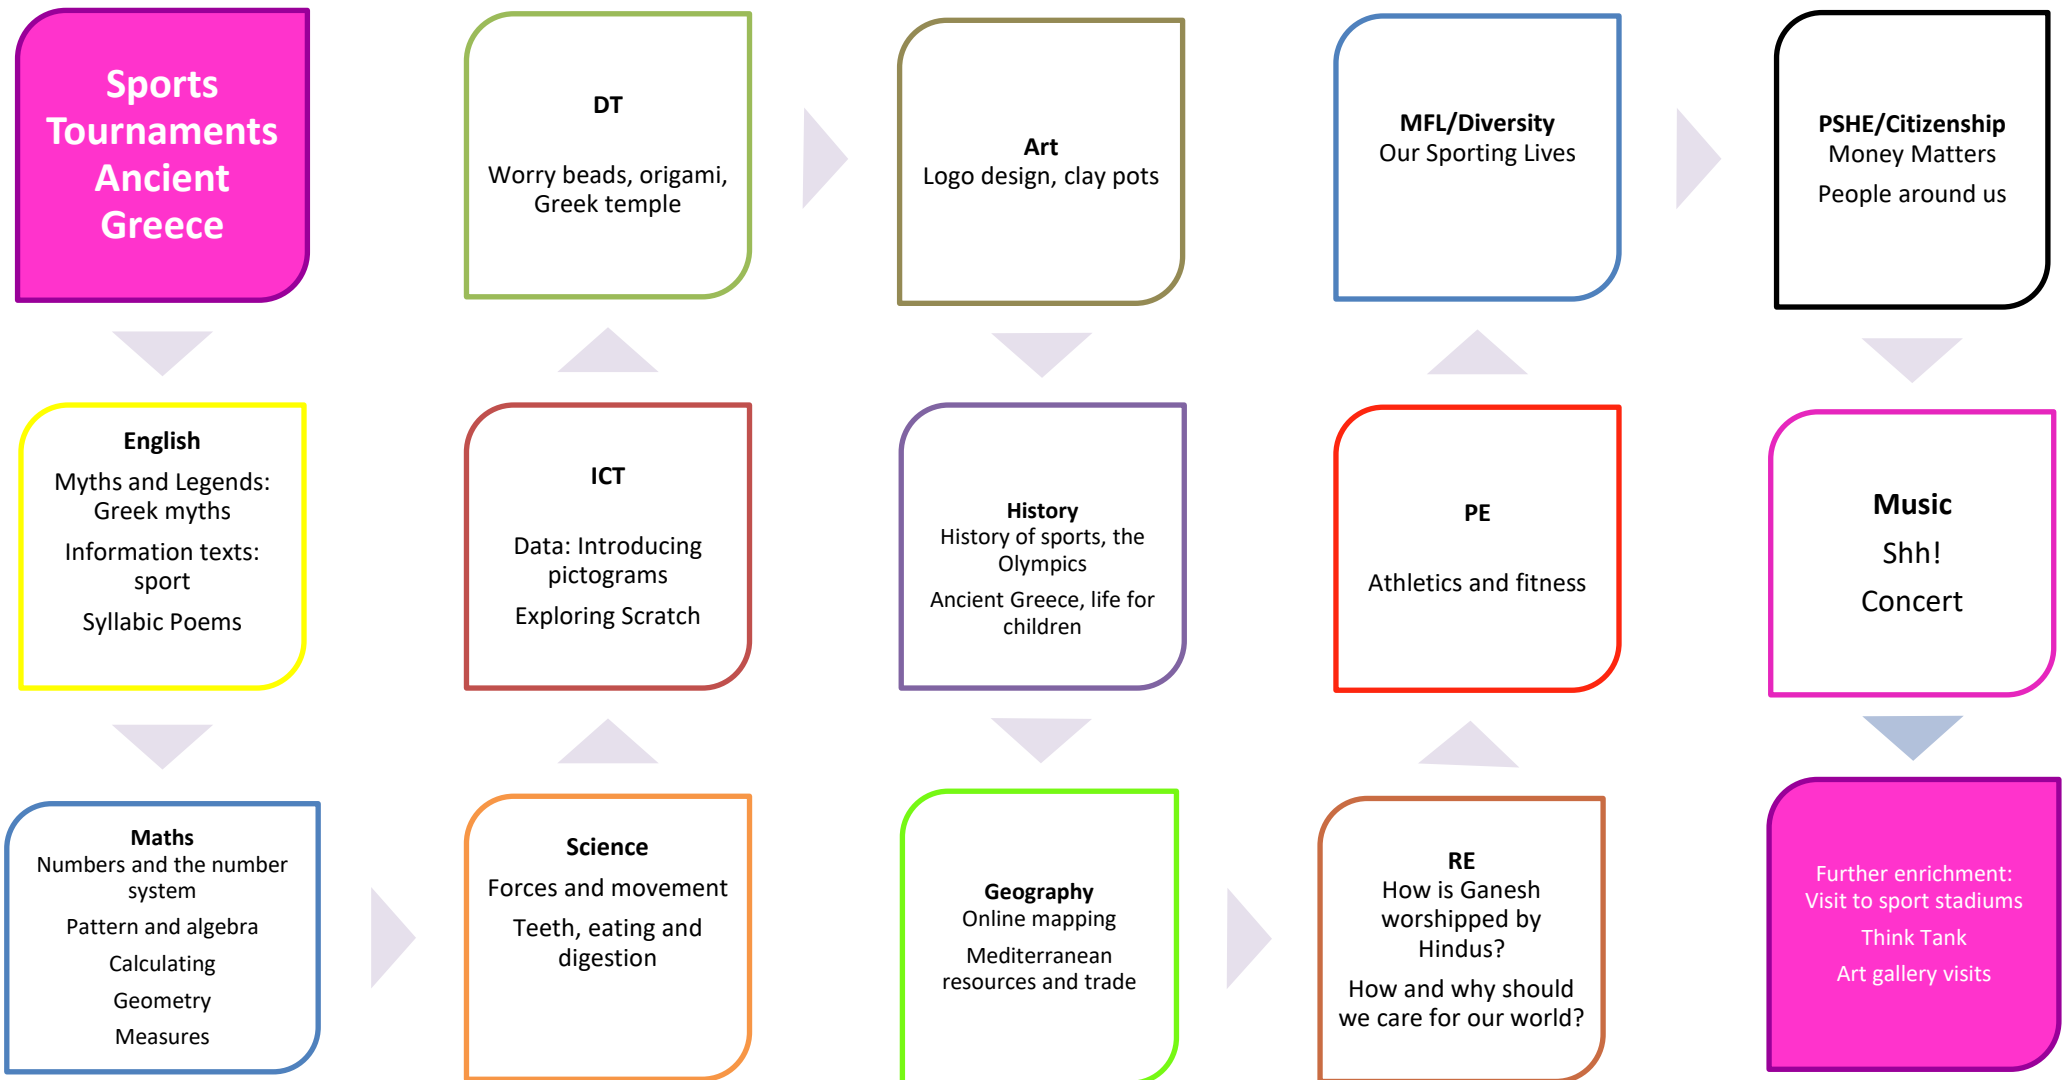 Sports
Tournaments
Ancient
Greece
English
Myths and Legends:
Greek myths
Information texts:
sport
Syllabic Poems
Maths
Numbers and the number
system
Pattern and algebra
Calculating
Geometry
Measures
Science
Forces and movement
Teeth, eating and
digestion
ICT
Data: Introducing
pictograms
Exploring Scratch
DT
Worry beads, origami,
Greek temple
Art
Logo design, clay pots
History
History of sports, the
Olympics
Ancient Greece, life for
children
Geography
Online mapping
Mediterranean
resources and trade
RE
How is Ganesh
worshipped by
Hindus?
How and why should
we care for our world?
PE
Athletics and fitness
MFL/Diversity
Our Sporting Lives
PSHE/Citizenship
Money Matters
People around us
Music
Shh!
Concert
Further enrichment:
Visit to sport stadiums
Think Tank
Art gallery visits